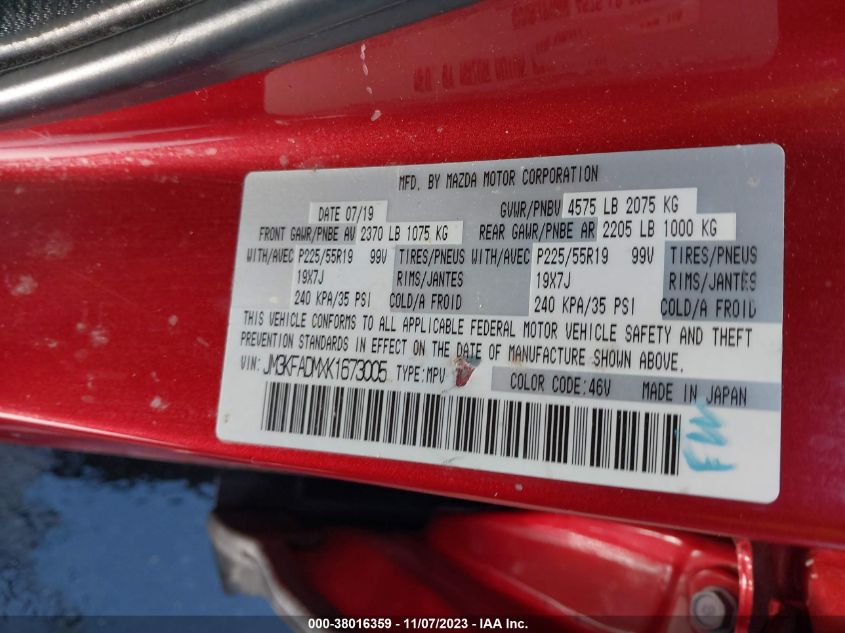 MFD. BY MAZDA MOTOR CORPORATION
DATE 07/19 GVWR/PNBV 4575 LB 2075 KG
FRONT GAWR/PNBE AV 2370 LB 1075 KG REAR GAWR/PNBE AR 2205 LB 1000 KG
WITH/AVEC P225/55R19 99V TIRES/PNEUS WITH/AVEC P225/55R19 99V TIRES/PNEUS
19X7J RIMS/JANTES 19X7J RIMS/JANTES
240 KPA/35 PSI COLD/A FROID 240 KPA/35 PSI COLD/A FROID
THIS VEHICLE CONFORMS TO ALL APPLICABLE FEDERAL MOTOR VEHICLE SAFETY AND THEFT
PREVENTION STANDARDS IN EFFECT ON THE DATE OF MANUFACTURE SHOWN ABOVE.
VIN: JM3KFADMXK1673005 TYPE:MPV COLOR CODE:46V MADE IN JAPAN
000-38016359 - 11/07/2023 - IAA Inc.